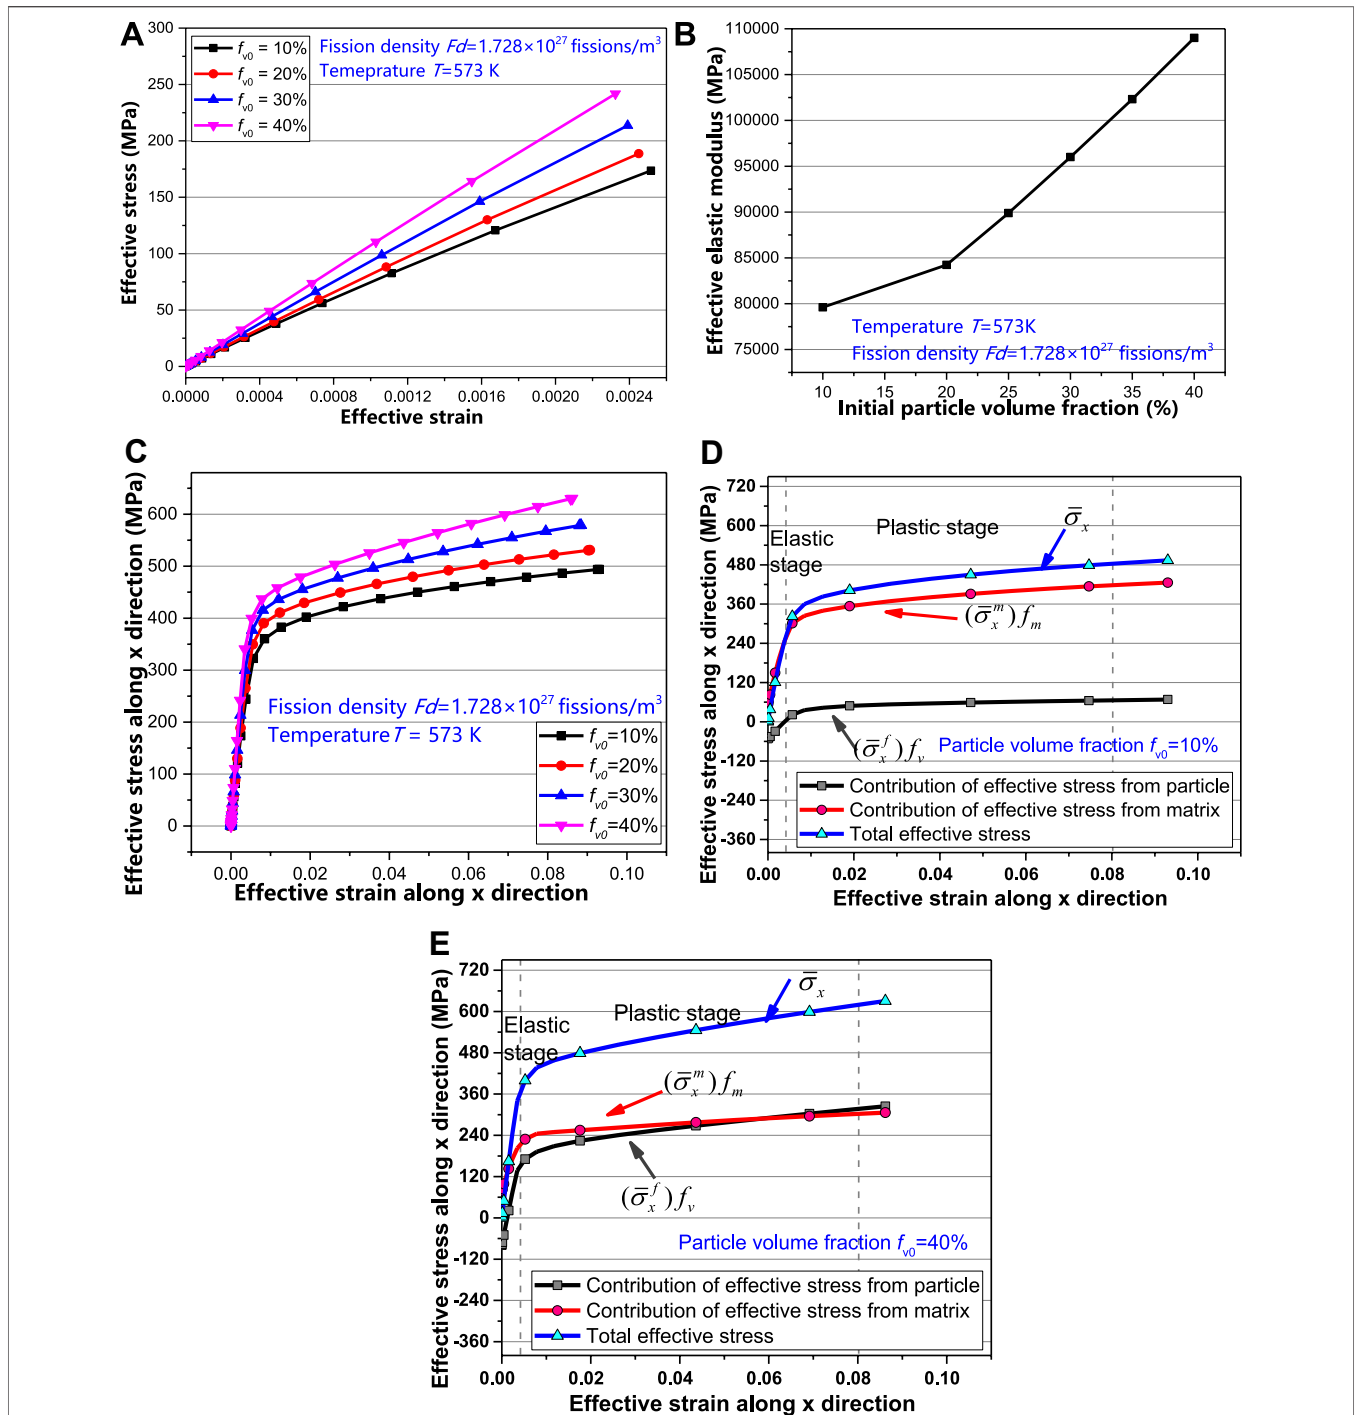 A
300
250
200
150
100
50
0
Effective stress (MPa)
f_v0 = 10%
f_v0 = 20%
f_v0 = 30%
f_v0 = 40%
Fission density Fd=1.728×10^27 fissions/m^3
Temeprature T=573 K
0.0000 0.0004 0.0008 0.0012 0.0016 0.0020 0.0024
Effective strain
B
110000
105000
100000
95000
90000
85000
80000
75000
Effective elastic modulus (MPa)
Temperature T=573K
Fission density Fd=1.728×10^27 fissions/m^3
10 15 20 25 30 35 40
Initial particle volume fraction (%)
C
600
500
400
300
200
100
0
Effective stress along x direction (MPa)
Fission density Fd=1.728×10^27 fissions/m^3
Temperature T = 573 K
f_v0=10%
f_v0=20%
f_v0=30%
f_v0=40%
0.00 0.02 0.04 0.06 0.08 0.10
Effective strain along x direction
D
720
600
480
360
240
120
0
-120
-240
-360
Effective stress along x direction (MPa)
Elastic
stage
Plastic stage
σ̄_x
(σ̄_x^m) f_m
(σ̄_x^f) f_v
Particle volume fraction f_v0=10%
Contribution of effective stress from particle
Contribution of effective stress from matrix
Total effective stress
0.00 0.02 0.04 0.06 0.08 0.10
Effective strain along x direction
E
720
600
480
360
240
120
0
-120
-240
-360
Effective stress along x direction (MPa)
Elastic
stage
Plastic stage
σ̄_x
(σ̄_x^m) f_m
(σ̄_x^f) f_v
Particle volume fraction f_v0=40%
Contribution of effective stress from particle
Contribution of effective stress from matrix
Total effective stress
0.00 0.02 0.04 0.06 0.08 0.10
Effective strain along x direction